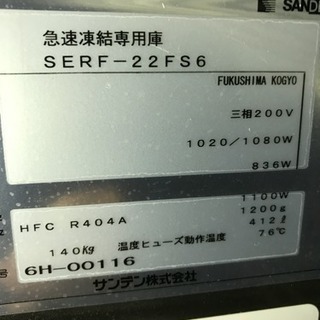 SANDE
急速凍結専用庫
SERF-22FS6
FUKUSHIMA KOGYO
三相200V
1020/1080W
836W
1100W
HFC R404A 1200g
412ℓ
140Kg 温度ヒューズ動作温度 76℃
号 6H-00116
サンデン株式会社